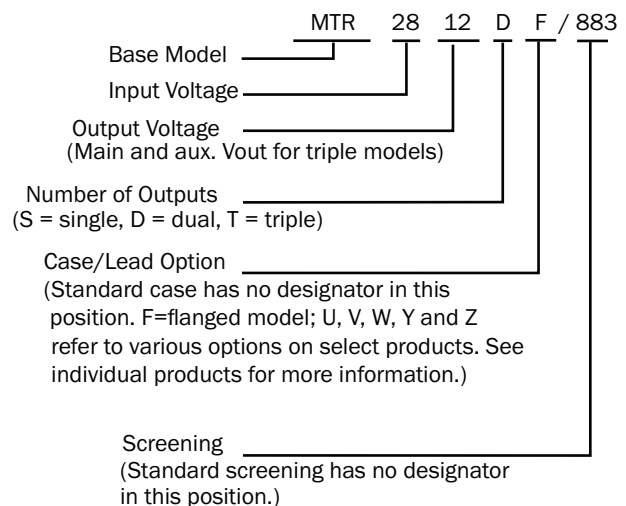 MTR 28 12 D F / 883
Base Model
Input Voltage
Output Voltage
(Main and aux. Vout for triple models)
Number of Outputs
(S = single, D = dual, T = triple)
Case/Lead Option
(Standard case has no designator in this
position. F=flanged model; U, V, W, Y and Z
refer to various options on select products. See
individual products for more information.)
Screening
(Standard screening has no designator
in this position.)